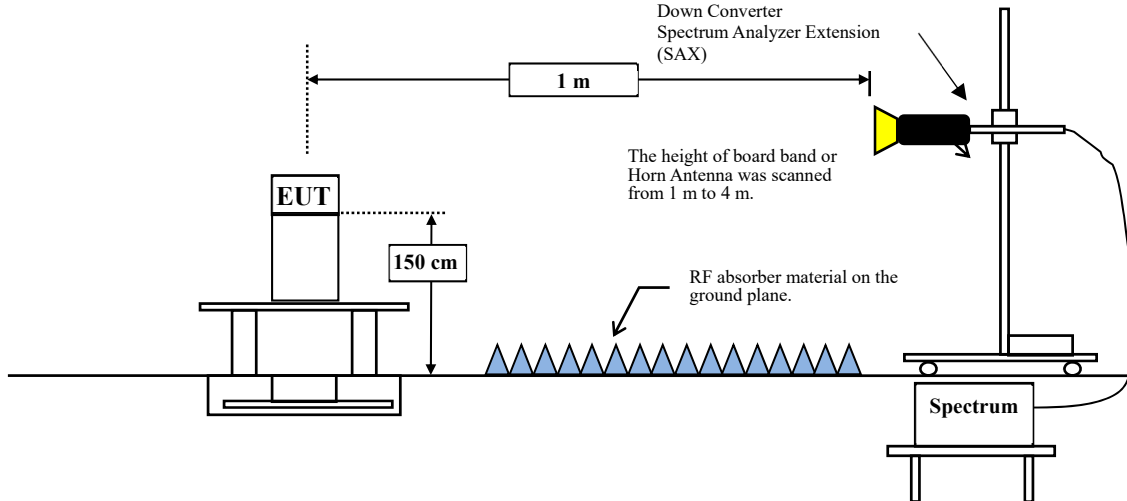 Down Converter
Spectrum Analyzer Extension
(SAX)
1 m
The height of board band or
Horn Antenna was scanned
from 1 m to 4 m.
EUT
150 cm
RF absorber material on the
ground plane.
Spectrum